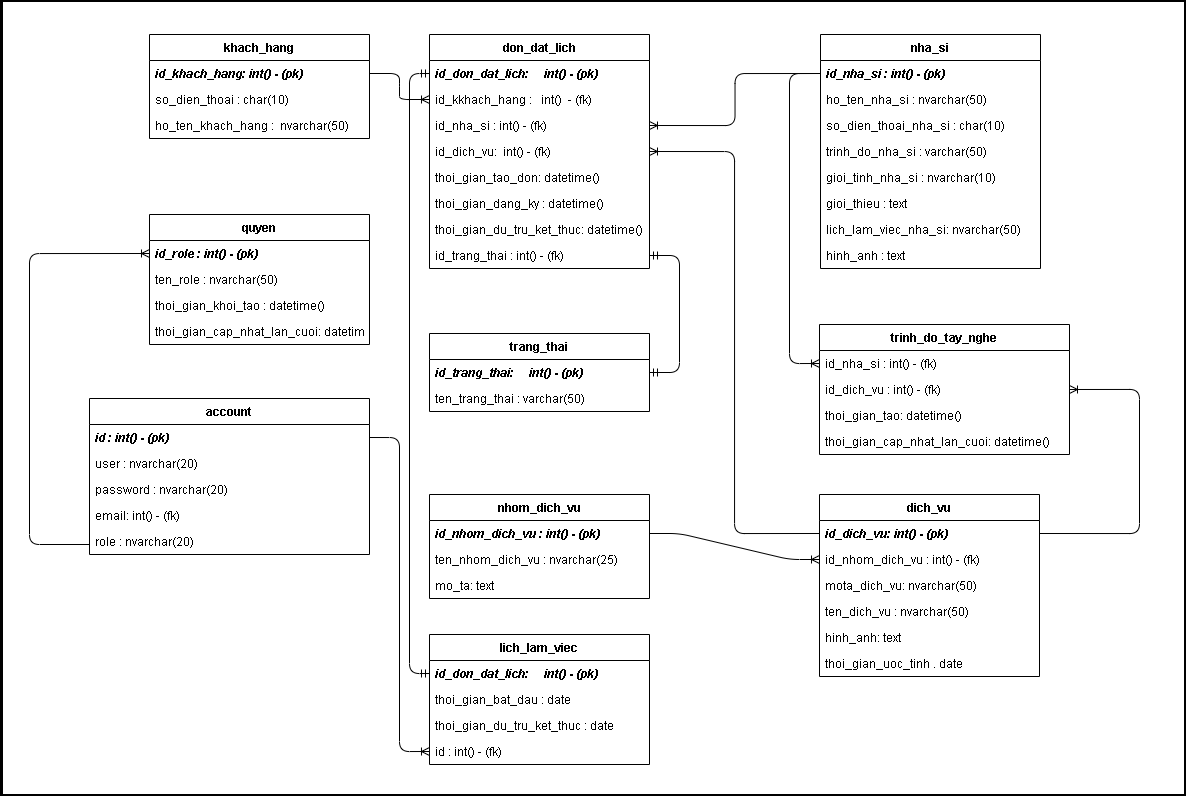 khach_hang
id_khach_hang: int() - (pk)
so_dien_thoai : char(10)
ho_ten_khach_hang : nvarchar(50)
don_dat_lich
id_don_dat_lich: int() - (pk)
id_kkhach_hang : int() - (fk)
id_nha_si : int() - (fk)
id_dich_vu: int() - (fk)
thoi_gian_tao_don: datetime()
thoi_gian_dang_ky : datetime()
thoi_gian_du_tru_ket_thuc: datetime()
id_trang_thai : int() - (fk)
nha_si
id_nha_si : int() - (pk)
ho_ten_nha_si : nvarchar(50)
so_dien_thoai_nha_si : char(10)
trinh_do_nha_si : varchar(50)
gioi_tinh_nha_si : nvarchar(10)
gioi_thieu : text
lich_lam_viec_nha_si: nvarchar(50)
hinh_anh : text
quyen
id_role : int() - (pk)
ten_role : nvarchar(50)
thoi_gian_khoi_tao : datetime()
thoi_gian_cap_nhat_lan_cuoi: datetim
trang_thai
id_trang_thai: int() - (pk)
ten_trang_thai : varchar(50)
trinh_do_tay_nghe
id_nha_si : int() - (fk)
id_dich_vu : int() - (fk)
thoi_gian_tao: datetime()
thoi_gian_cap_nhat_lan_cuoi: datetime()
account
id : int() - (pk)
user : nvarchar(20)
password : nvarchar(20)
email: int() - (fk)
role : nvarchar(20)
nhom_dich_vu
id_nhom_dich_vu : int() - (pk)
ten_nhom_dich_vu : nvarchar(25)
mo_ta: text
dich_vu
id_dich_vu: int() - (pk)
id_nhom_dich_vu : int() - (fk)
mota_dich_vu: nvarchar(50)
ten_dich_vu : nvarchar(50)
hinh_anh: text
thoi_gian_uoc_tinh . date
lich_lam_viec
id_don_dat_lich: int() - (pk)
thoi_gian_bat_dau : date
thoi_gian_du_tru_ket_thuc : date
id : int() - (fk)